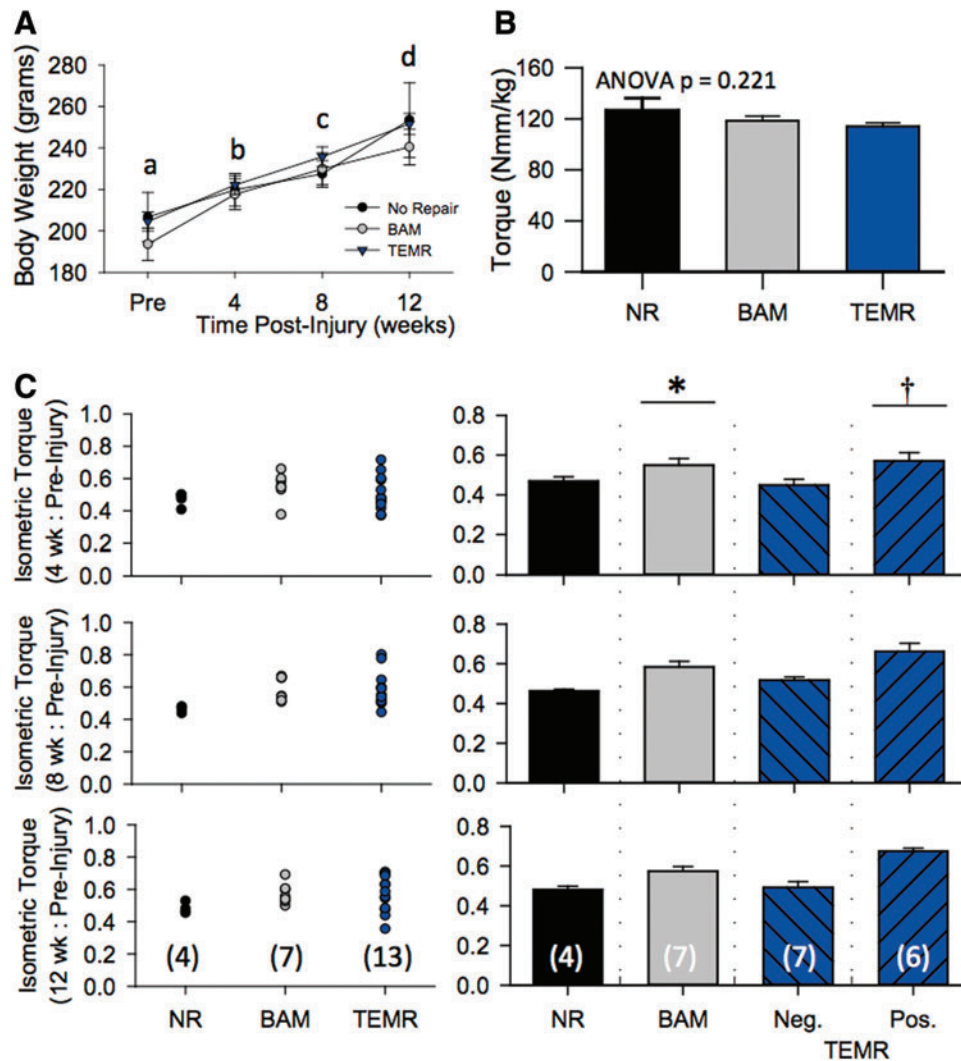 A
Body Weight (grams)
280
260
240
220
200
180
a
b
c
d
No Repair
BAM
TEMR
Pre
4
8
12
Time Post-Injury (weeks)
B
Torque (Nmm/kg)
160
120
80
40
0
ANOVA p = 0.221
NR
BAM
TEMR
C
Isometric Torque
(4 wk : Pre-Injury)
1.0
0.8
0.6
0.4
0.2
0.0
0.8
0.6
0.4
0.2
0.0
*
†
Isometric Torque
(8 wk : Pre-Injury)
1.0
0.8
0.6
0.4
0.2
0.0
0.8
0.6
0.4
0.2
0.0
Isometric Torque
(12 wk : Pre-Injury)
1.0
0.8
0.6
0.4
0.2
0.0
(4)
(7)
(13)
NR
BAM
TEMR
0.8
0.6
0.4
0.2
0.0
(4)
(7)
(7)
(6)
NR
BAM
Neg.
Pos.
TEMR